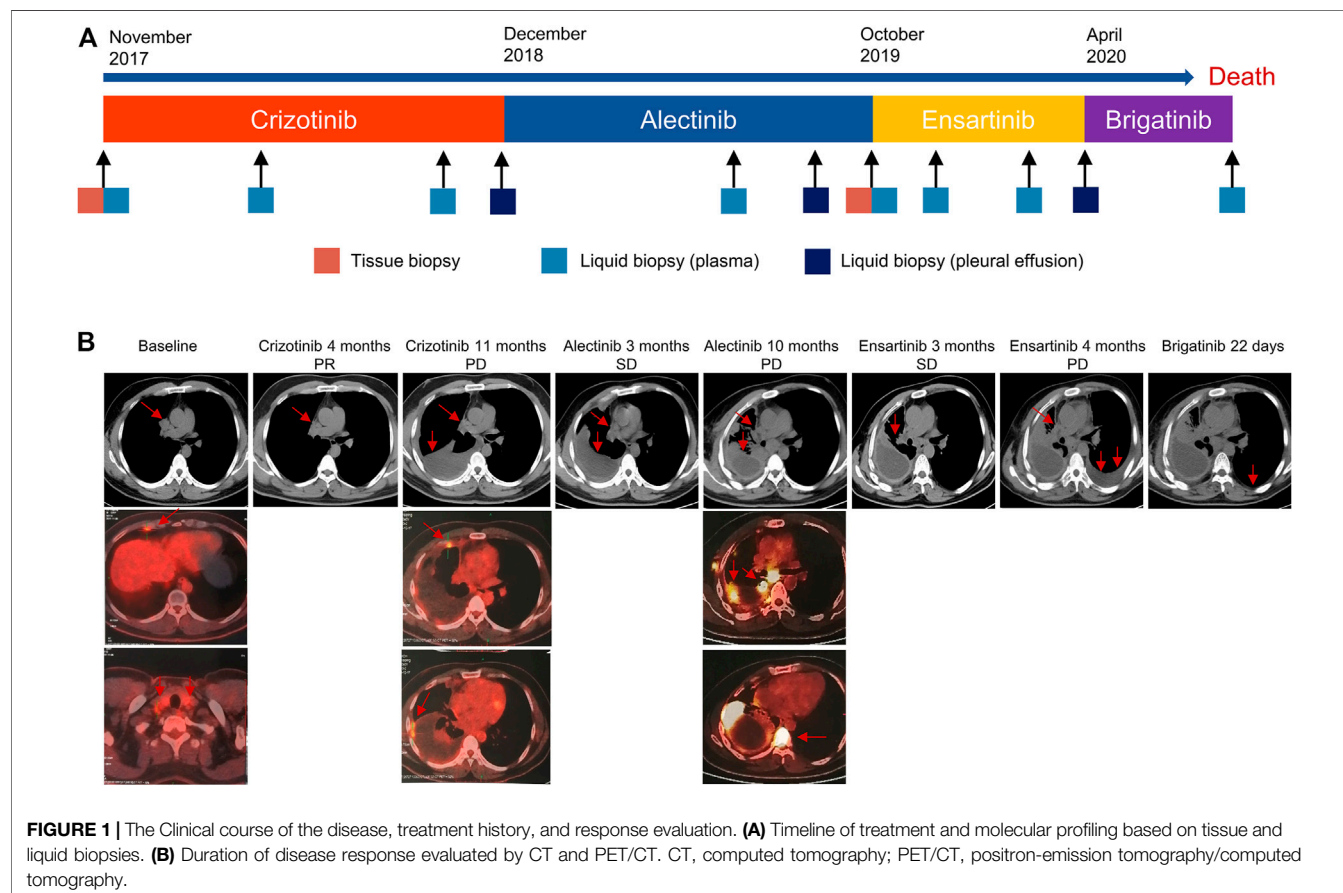 A
November
2017
December
2018
October
2019
April
2020
Death
Crizotinib
Alectinib
Ensartinib
Brigatinib
Tissue biopsy
Liquid biopsy (plasma)
Liquid biopsy (pleural effusion)
B
Baseline
Crizotinib 4 months
PR
Crizotinib 11 months
PD
Alectinib 3 months
SD
Alectinib 10 months
PD
Ensartinib 3 months
SD
Ensartinib 4 months
PD
Brigatinib 22 days
FIGURE 1 | The Clinical course of the disease, treatment history, and response evaluation. (A) Timeline of treatment and molecular profiling based on tissue and
liquid biopsies. (B) Duration of disease response evaluated by CT and PET/CT. CT, computed tomography; PET/CT, positron-emission tomography/computed
tomography.